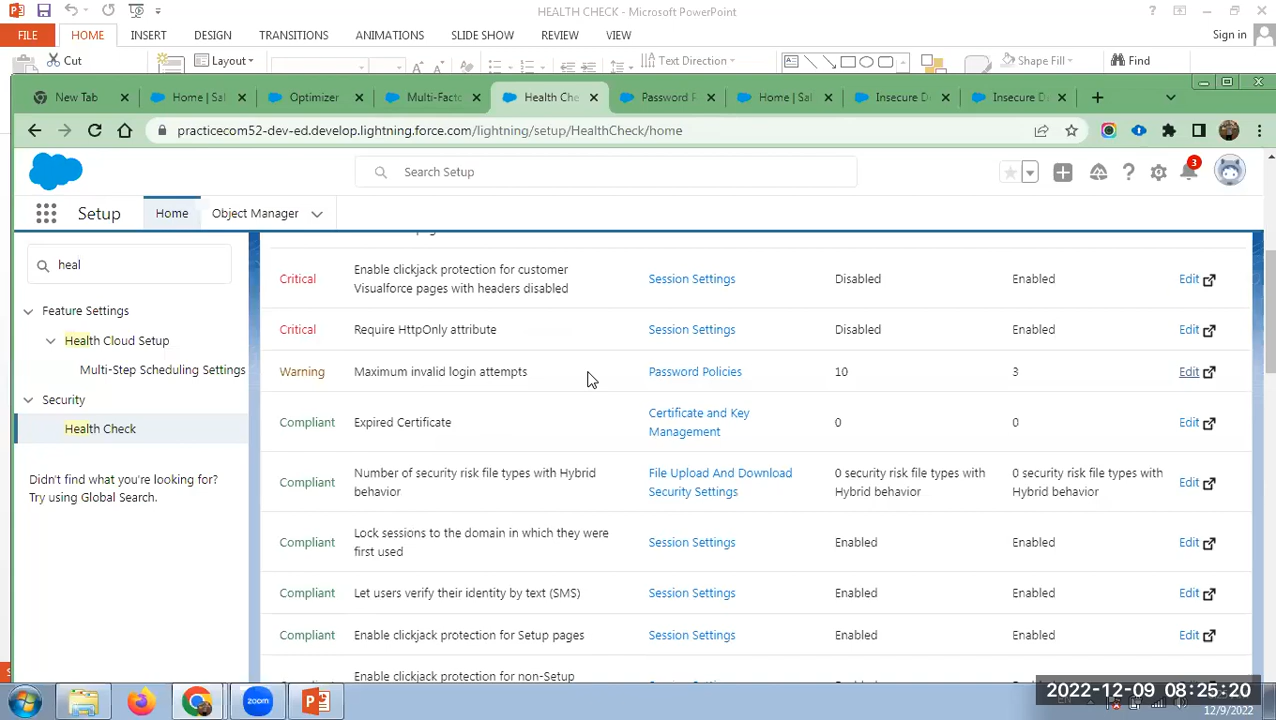 HEALTH CHECK - Microsoft PowerPoint
FILE HOME INSERT DESIGN TRANSITIONS ANIMATIONS SLIDE SHOW REVIEW VIEW Sign in
Cut Layout Text Direction Shape Fill Find
New Tab Home | Sal Optimizer Multi-Facto Health Che Password P Home | Sal Insecure D Insecure D
practicecom52-dev-ed.develop.lightning.force.com/lightning/setup/HealthCheck/home
Search Setup
3
Setup Home Object Manager
heal
Feature Settings
Health Cloud Setup
Multi-Step Scheduling Settings
Security
Health Check
Didn't find what you're looking for?
Try using Global Search.
Critical Enable clickjack protection for customer Visualforce pages with headers disabled Session Settings Disabled Enabled Edit
Critical Require HttpOnly attribute Session Settings Disabled Enabled Edit
Warning Maximum invalid login attempts Password Policies 10 3 Edit
Compliant Expired Certificate Certificate and Key Management 0 0 Edit
Compliant Number of security risk file types with Hybrid behavior File Upload And Download Security Settings 0 security risk file types with Hybrid behavior 0 security risk file types with Hybrid behavior Edit
Compliant Lock sessions to the domain in which they were first used Session Settings Enabled Enabled Edit
Compliant Let users verify their identity by text (SMS) Session Settings Enabled Enabled Edit
Compliant Enable clickjack protection for Setup pages Session Settings Enabled Enabled Edit
Enable clickjack protection for non-Setup
zoom
2022-12-09 08:25:20
12/9/2022